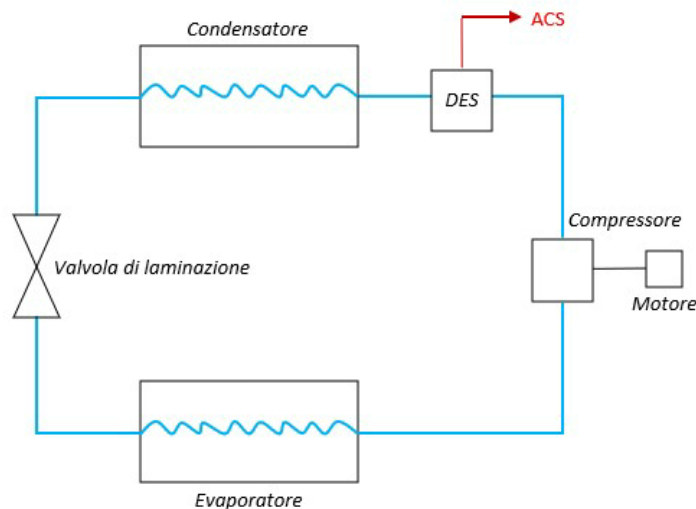 Condensatore
ACS
DES
Compressore
Valvola di laminazione
Motore
Evaporatore